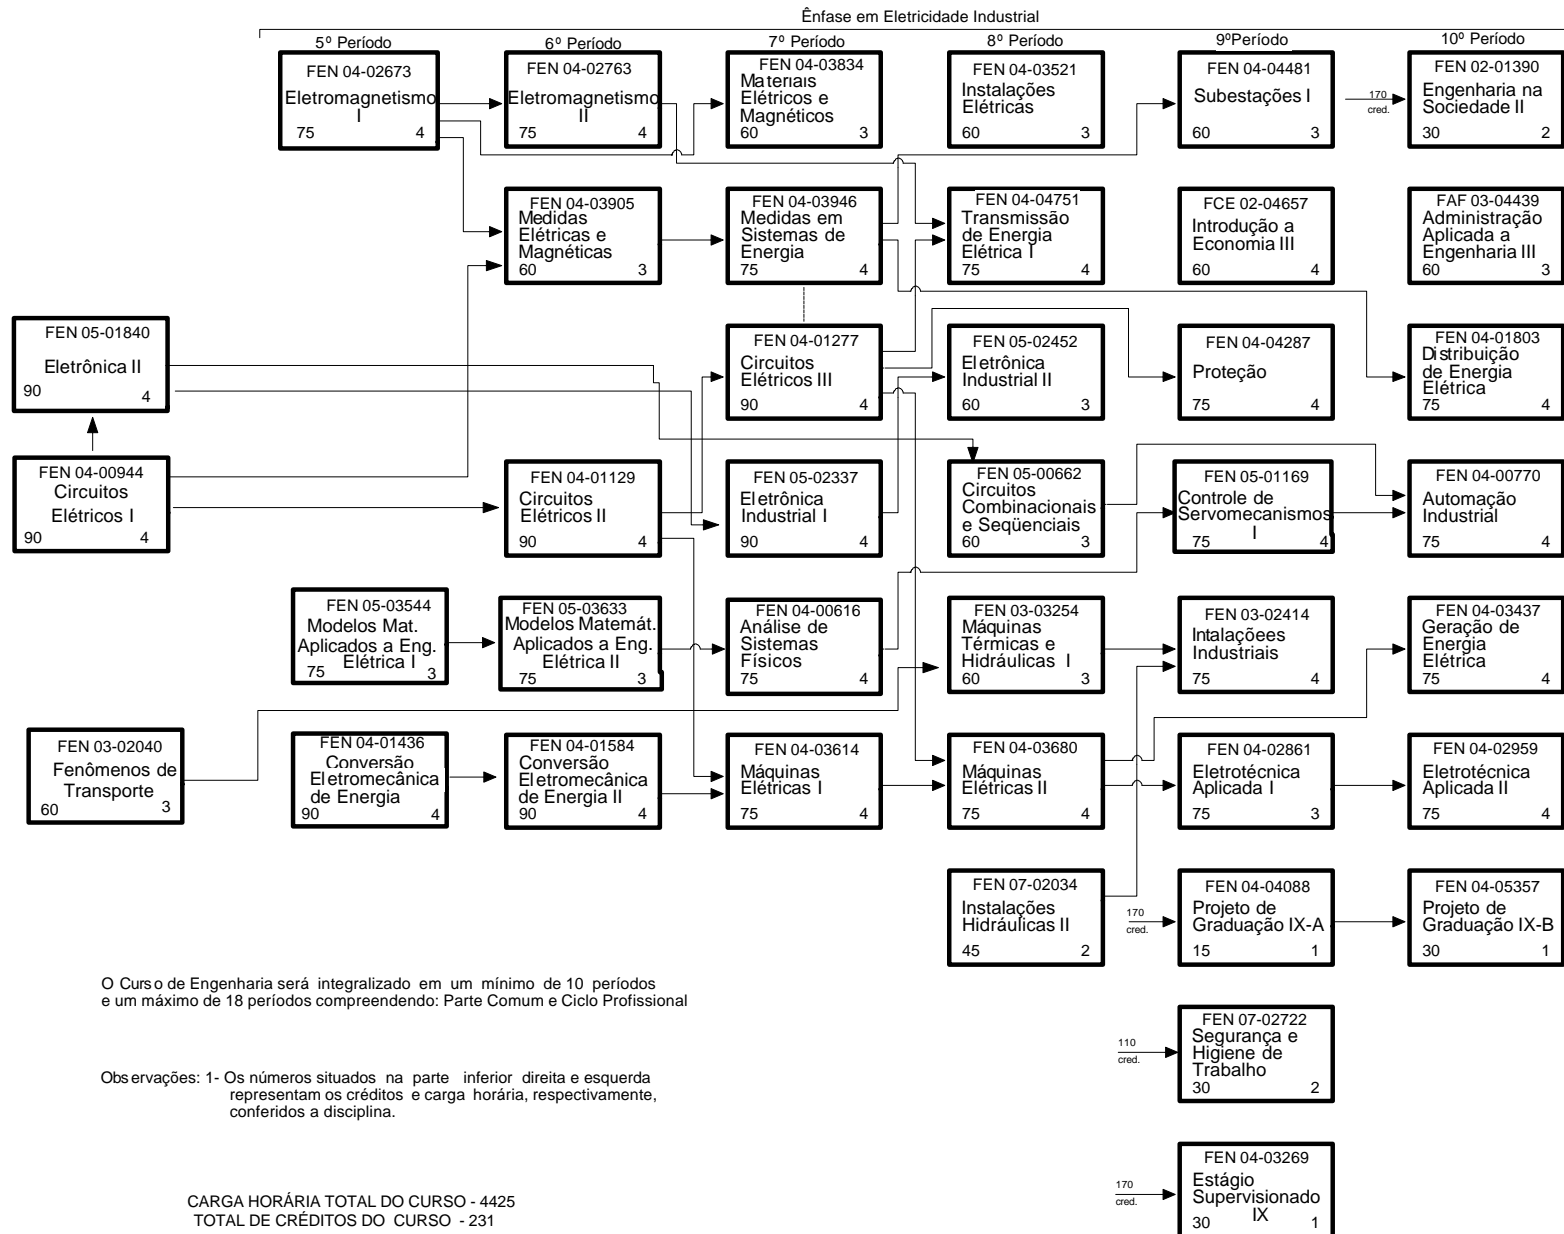 Ênfase em Eletricidade Industrial
5º Período
6º Período
7º Período
8º Período
9ºPeríodo
10º Período
FEN 04-02673
Eletromagnetismo
I
75 4
FEN 04-02763
Eletromagnetismo
II
75 4
FEN 04-03834
Materiais
Elétricos e
Magnéticos
60 3
FEN 04-03521
Instalações
Elétricas
60 3
FEN 04-04481
Subestações I
60 3
170
cred.
FEN 02-01390
Engenharia na
Sociedade II
30 2
FEN 04-03905
Medidas
Elétricas e
Magnéticas
60 3
FEN 04-03946
Medidas em
Sistemas de
Energia
75 4
FEN 04-04751
Transmissão
de Energia
Elétrica I
75 4
FCE 02-04657
Introdução a
Economia III
60 4
FAF 03-04439
Administração
Aplicada a
Engenharia III
60 3
FEN 05-01840
Eletrônica II
90 4
FEN 04-01277
Circuitos
Elétricos III
90 4
FEN 05-02452
Eletrônica
Industrial II
60 3
FEN 04-04287
Proteção
75 4
FEN 04-01803
Distribuição
de Energia
Elétrica
75 4
FEN 04-00944
Circuitos
Elétricos I
90 4
FEN 04-01129
Circuitos
Elétricos II
90 4
FEN 05-02337
Eletrônica
Industrial I
90 4
FEN 05-00662
Circuitos
Combinacionais
e Seqüenciais
60 3
FEN 05-01169
Controle de
Servomecanismos
I
75 4
FEN 04-00770
Automação
Industrial
75 4
FEN 05-03544
Modelos Mat.
Aplicados a Eng.
Elétrica I
75 3
FEN 05-03633
Modelos Matemát.
Aplicados a Eng.
Elétrica II
75 3
FEN 04-00616
Análise de
Sistemas
Físicos
75 4
FEN 03-03254
Máquinas
Térmicas e
Hidráulicas I
60 3
FEN 03-02414
Intalaçõees
Industriais
75 4
FEN 04-03437
Geração de
Energia
Elétrica
75 4
FEN 03-02040
Fenômenos de
Transporte
60 3
FEN 04-01436
Conversão
Eletromecânica
de Energia
90 4
FEN 04-01584
Conversão
Eletromecânica
de Energia II
90 4
FEN 04-03614
Máquinas
Elétricas I
75 4
FEN 04-03680
Máquinas
Elétricas II
75 4
FEN 04-02861
Eletrotécnica
Aplicada I
75 3
FEN 04-02959
Eletrotécnica
Aplicada II
75 4
FEN 07-02034
Instalações
Hidráulicas II
45 2
170
cred.
FEN 04-04088
Projeto de
Graduação IX-A
15 1
FEN 04-05357
Projeto de
Graduação IX-B
30 1
O Curso de Engenharia será integralizado em um mínimo de 10 períodos
e um máximo de 18 períodos compreendendo: Parte Comum e Ciclo Profissional
110
cred.
FEN 07-02722
Segurança e
Higiene de
Trabalho
30 2
Observações: 1- Os números situados na parte inferior direita e esquerda
representam os créditos e carga horária, respectivamente,
conferidos a disciplina.
170
cred.
FEN 04-03269
Estágio
Supervisionado
IX
30 1
CARGA HORÁRIA TOTAL DO CURSO - 4425
TOTAL DE CRÉDITOS DO CURSO - 231